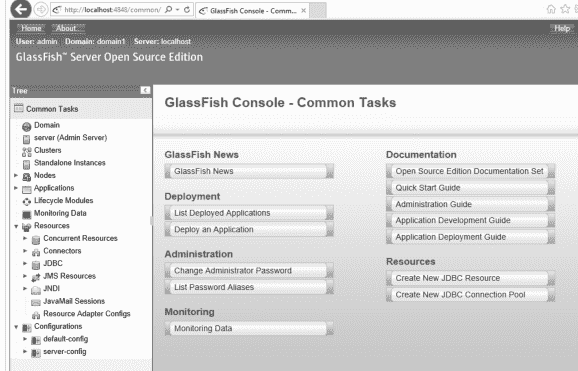 http://localhost:4848/common/
GlassFish Console - Comm...
Home About...
Help
User: admin Domain: domain1 Server: localhost
GlassFish™ Server Open Source Edition
Tree
Common Tasks
Domain
server (Admin Server)
Clusters
Standalone Instances
Nodes
Applications
Lifecycle Modules
Monitoring Data
Resources
Concurrent Resources
Connectors
JDBC
JMS Resources
JNDI
JavaMail Sessions
Resource Adapter Configs
Configurations
default-config
server-config
GlassFish Console - Common Tasks
GlassFish News
GlassFish News
Deployment
List Deployed Applications
Deploy an Application
Administration
Change Administrator Password
List Password Aliases
Monitoring
Monitoring Data
Documentation
Open Source Edition Documentation Set
Quick Start Guide
Administration Guide
Application Development Guide
Application Deployment Guide
Resources
Create New JDBC Resource
Create New JDBC Connection Pool